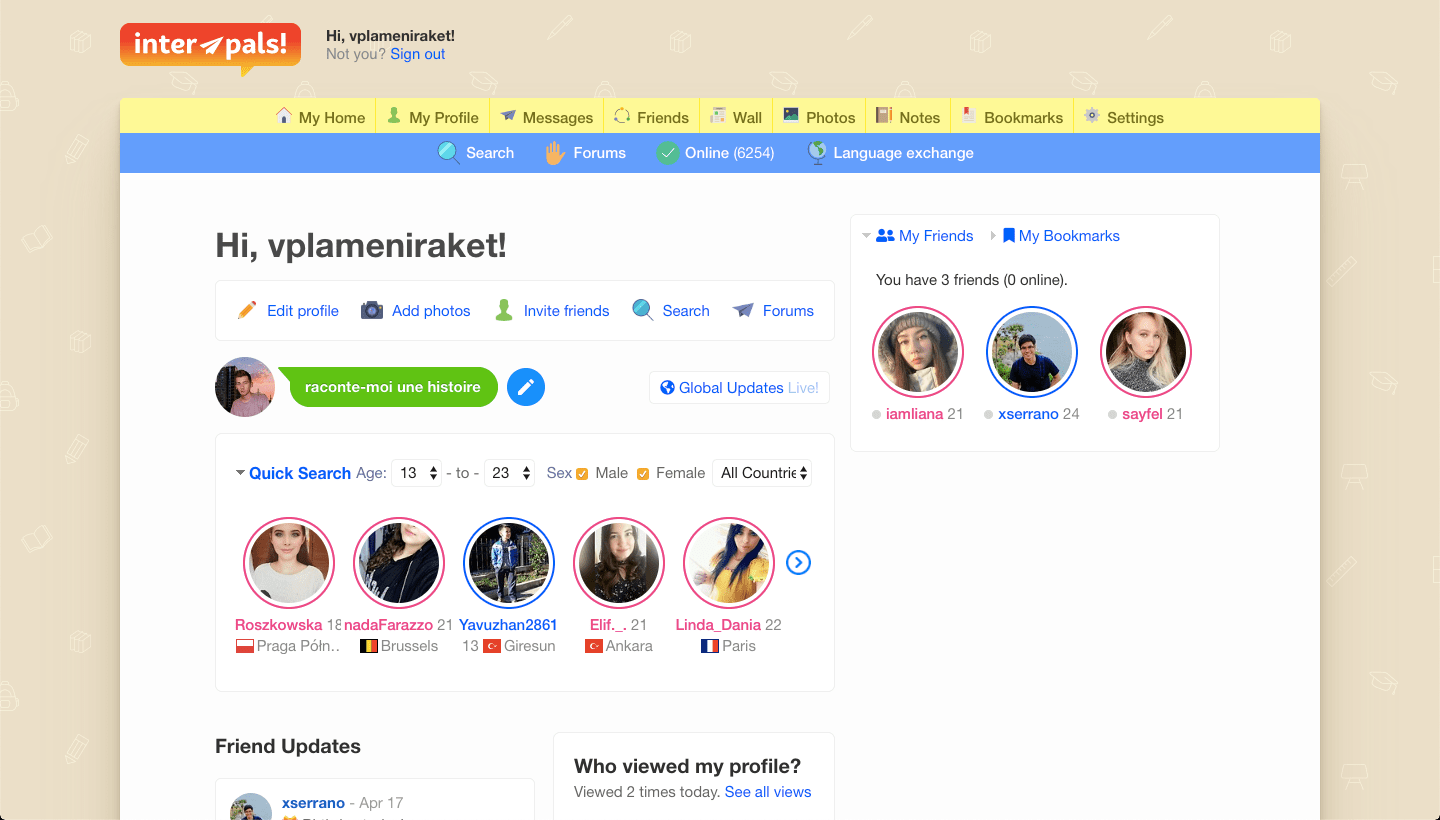 inter pals!
Hi, vplameniraket!
Not you? Sign out
My Home My Profile Messages Friends Wall Photos Notes Bookmarks Settings
Search Forums Online (6254) Language exchange
Hi, vplameniraket!
Edit profile Add photos Invite friends Search Forums
raconte-moi une histoire
Global Updates Live!
Quick Search Age: 13 - to - 23 Sex Male Female All Countrie
Roszkowska 18 nadaFarazzo 21 Yavuzhan2861 Elif._. 21 Linda_Dania 22
Praga Półn.. Brussels 13 Giresun Ankara Paris
My Friends My Bookmarks
You have 3 friends (0 online).
iamliana 21 xserrano 24 sayfel 21
Friend Updates
xserrano - Apr 17
Who viewed my profile?
Viewed 2 times today. See all views